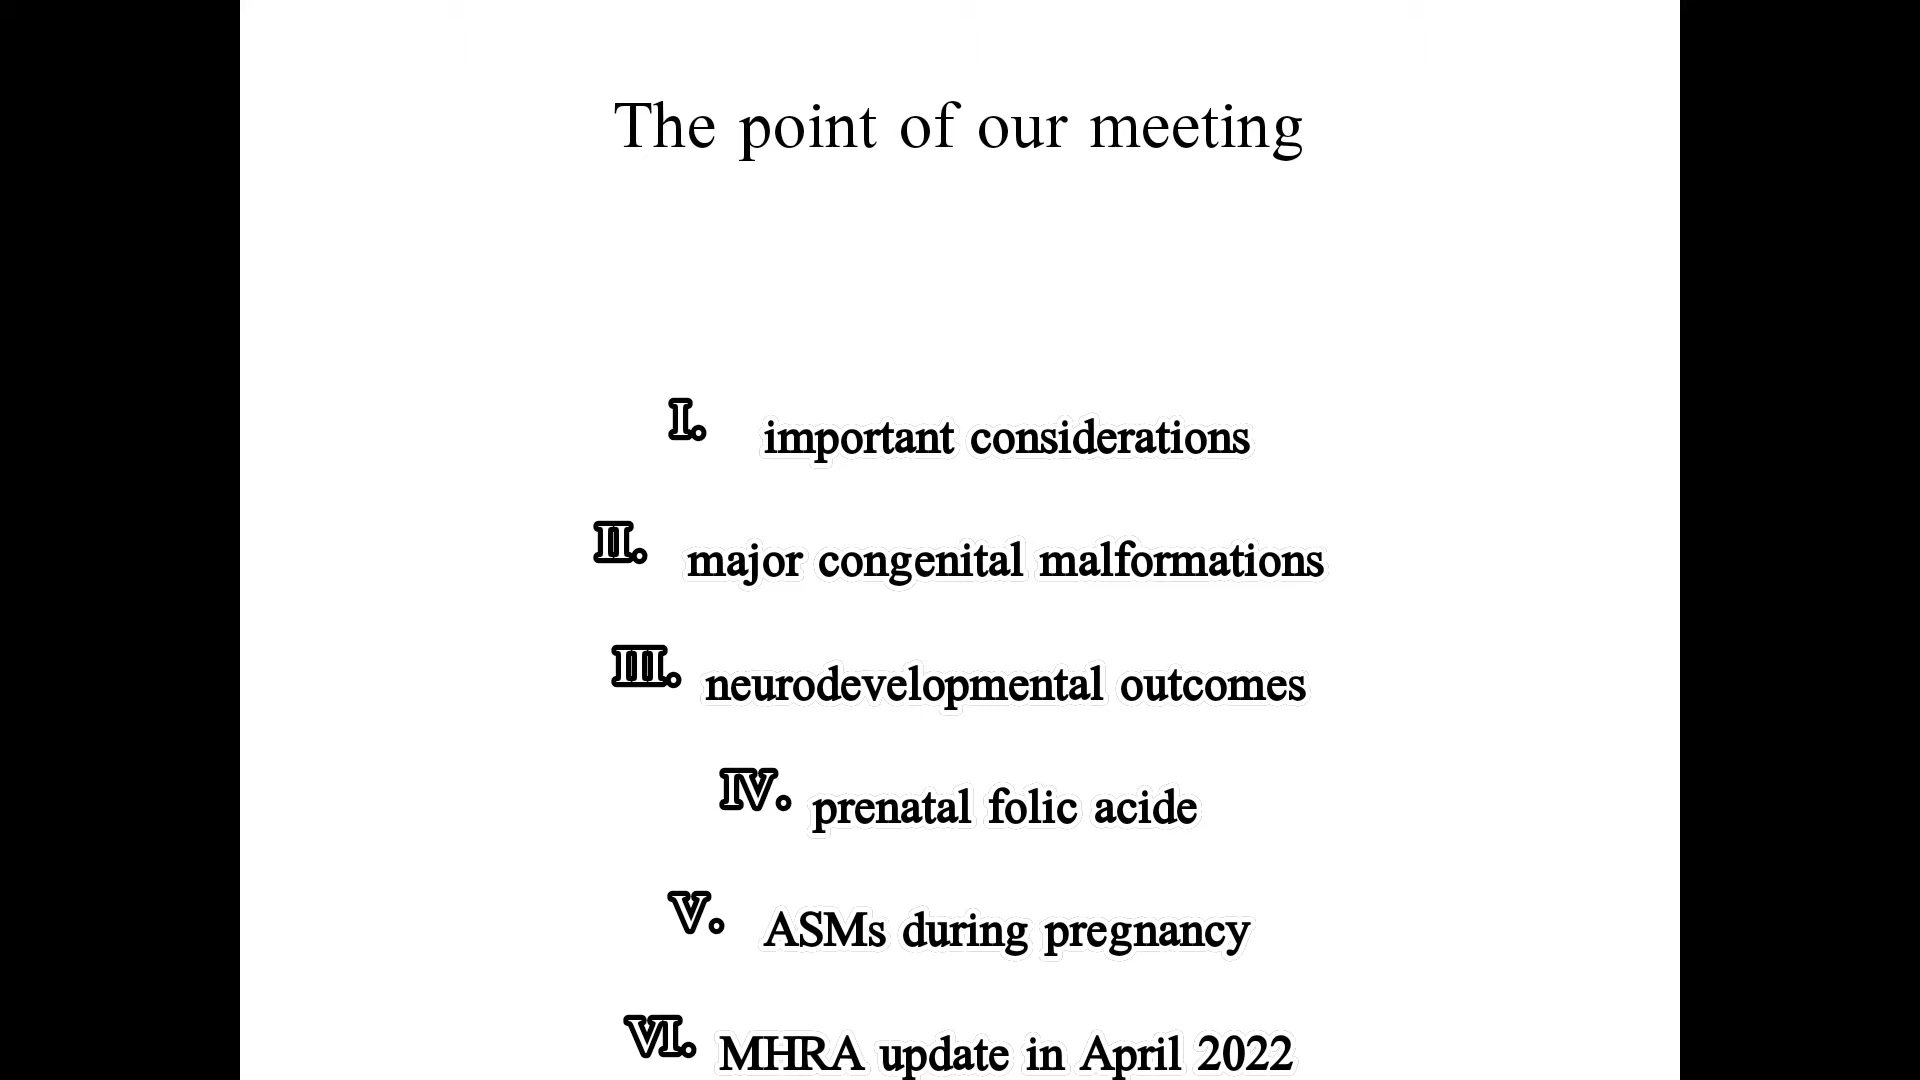 The point of our meeting
I. important considerations
II. major congenital malformations
III. neurodevelopmental outcomes
IV. prenatal folic acide
V. ASMs during pregnancy
VI. MHRA update in April 2022